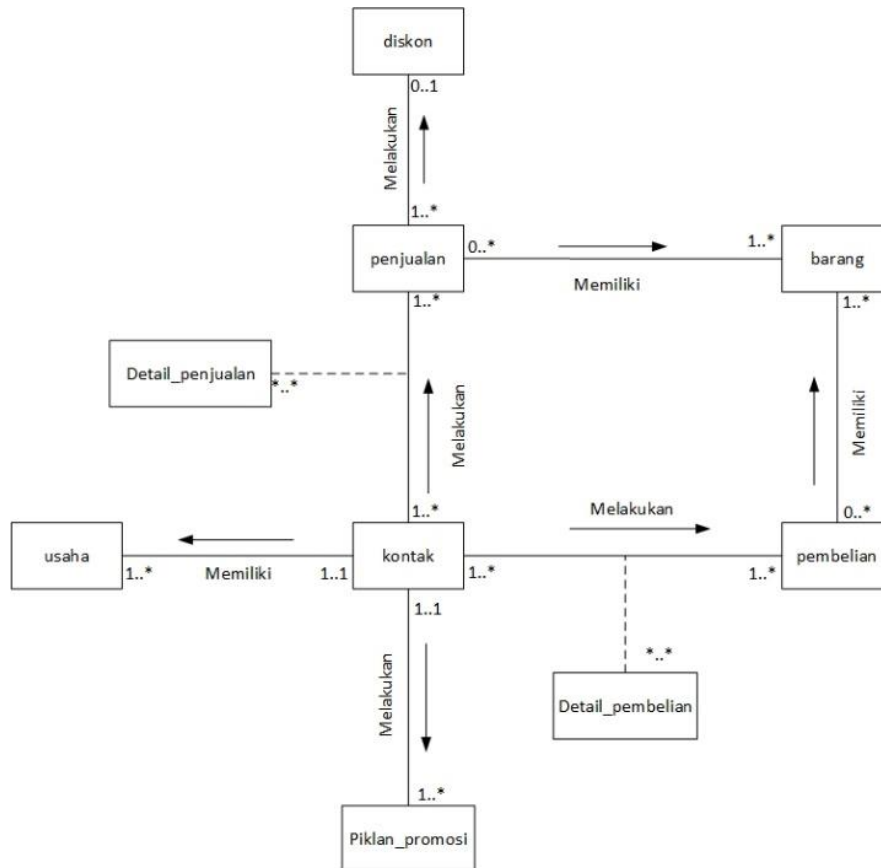 diskon
0..1
Melakukan
1..*
penjualan
0..*
1..*
barang
Memiliki
1..*
1..*
Detail_penjualan
*..*
Melakukan
Memiliki
1..*
Melakukan
0..*
usaha
kontak
pembelian
1..*
Memiliki
1..1
1..*
1..*
1..1
Melakukan
*..*
Detail_pembelian
1..*
Piklan_promosi